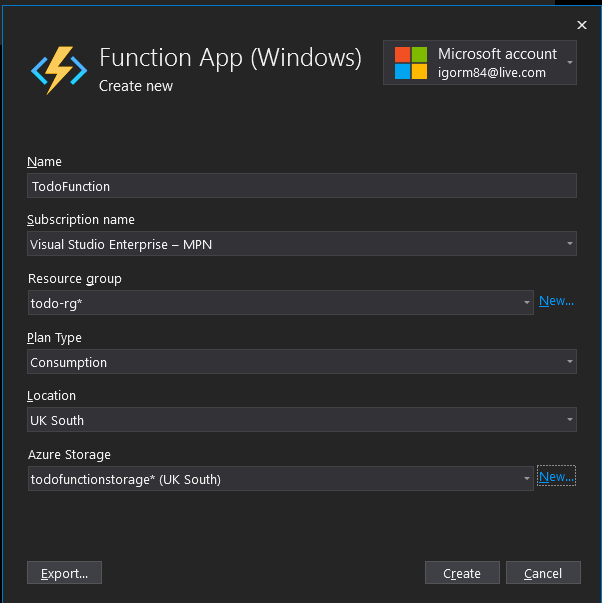 Function App (Windows)
Create new
Microsoft account
igorm84@live.com
Name
TodoFunction
Subscription name
Visual Studio Enterprise – MPN
Resource group
todo-rg*
New...
Plan Type
Consumption
Location
UK South
Azure Storage
todofunctionstorage* (UK South)
New...
Export...
Create
Cancel